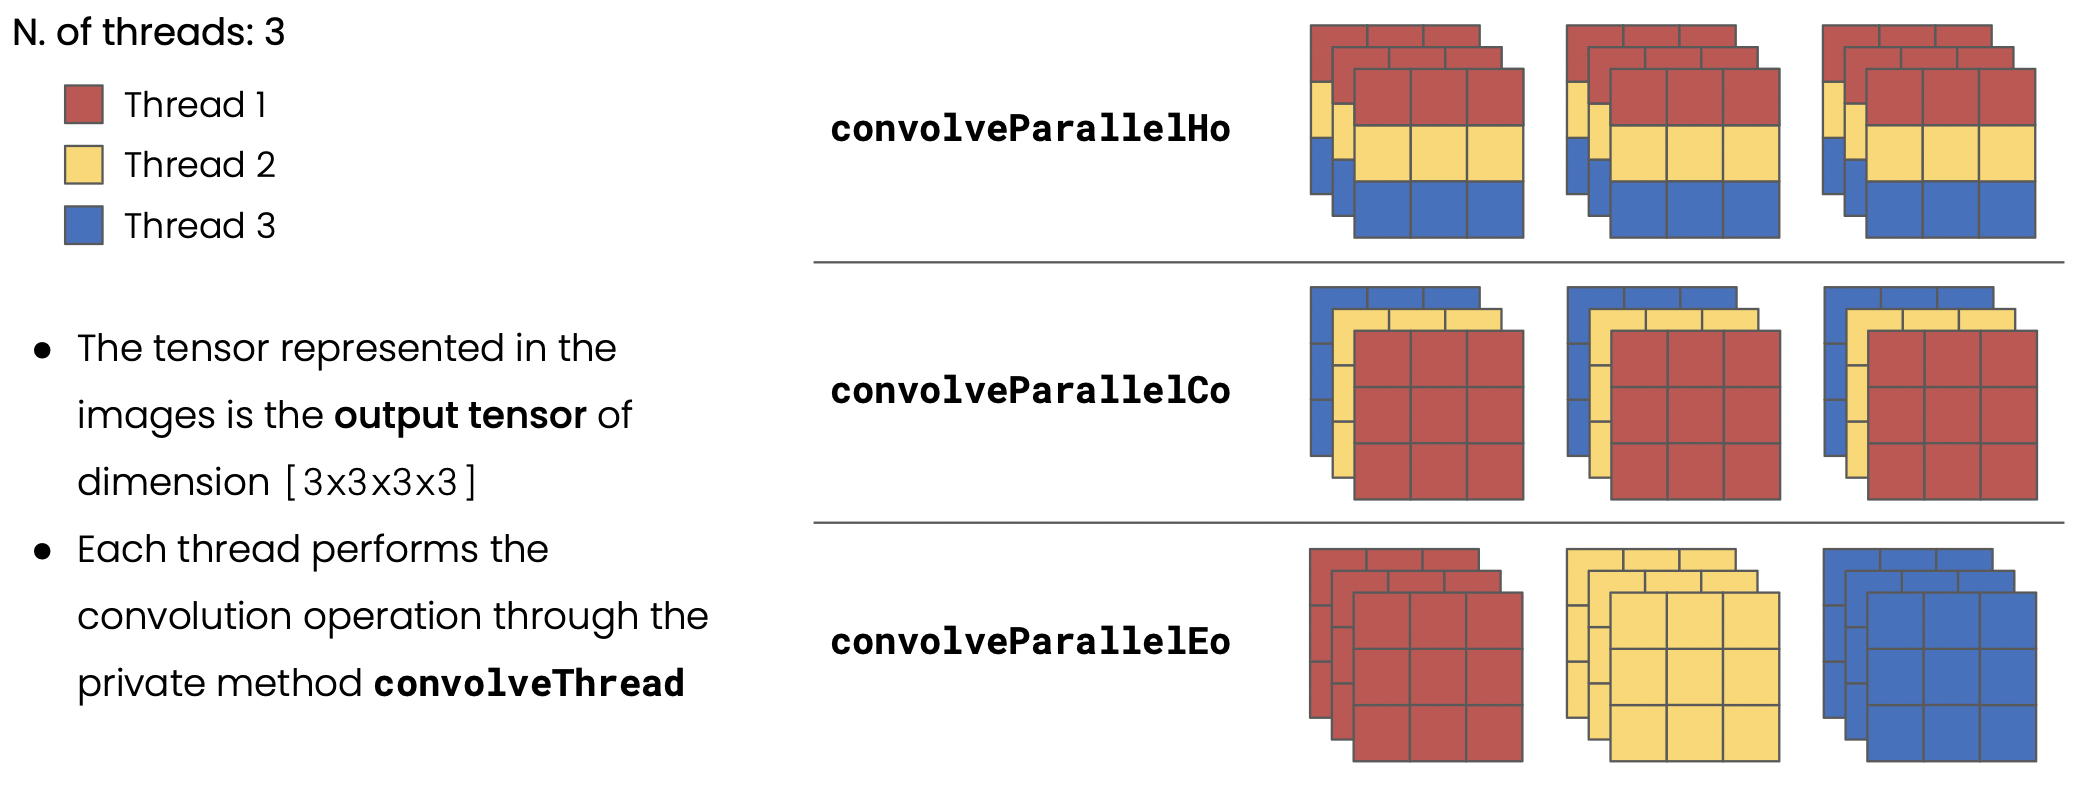 N. of threads: 3
Thread 1
Thread 2
Thread 3
● The tensor represented in the
images is the output tensor of
dimension [3x3x3x3]
● Each thread performs the
convolution operation through the
private method convolveThread
convolveParallelHo
convolveParallelCo
convolveParallelEo